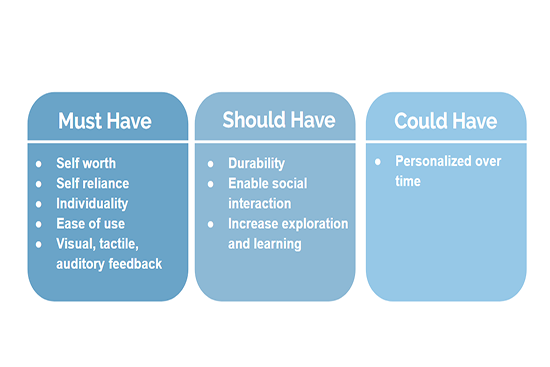 Must Have
● Self worth
● Self reliance
● Individuality
● Ease of use
● Visual, tactile,
auditory feedback
Should Have
● Durability
● Enable social
interaction
● Increase exploration
and learning
Could Have
● Personalized over
time